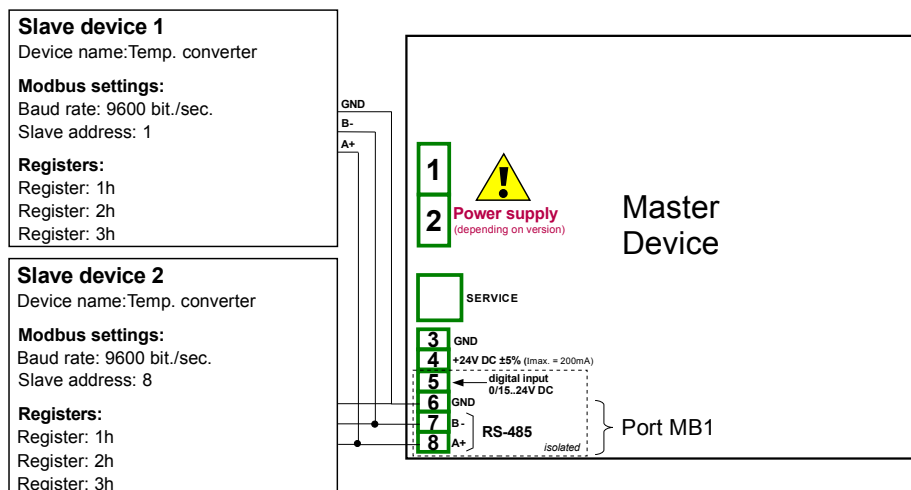 Slave device 1
Device name:Temp. converter
Modbus settings:
Baud rate: 9600 bit./sec.
Slave address: 1
Registers:
Register: 1h
Register: 2h
Register: 3h
Slave device 2
Device name:Temp. converter
Modbus settings:
Baud rate: 9600 bit./sec.
Slave address: 8
Registers:
Register: 1h
Register: 2h
Register: 3h
GND
B-
A+
1
2
Power supply
(depending on version)
Master
Device
SERVICE
3 GND
4 +24V DC ±5% (Imax. = 200mA)
5 digital input
0/15..24V DC
6 GND
7 B-
8 A+
RS-485
isolated
Port MB1